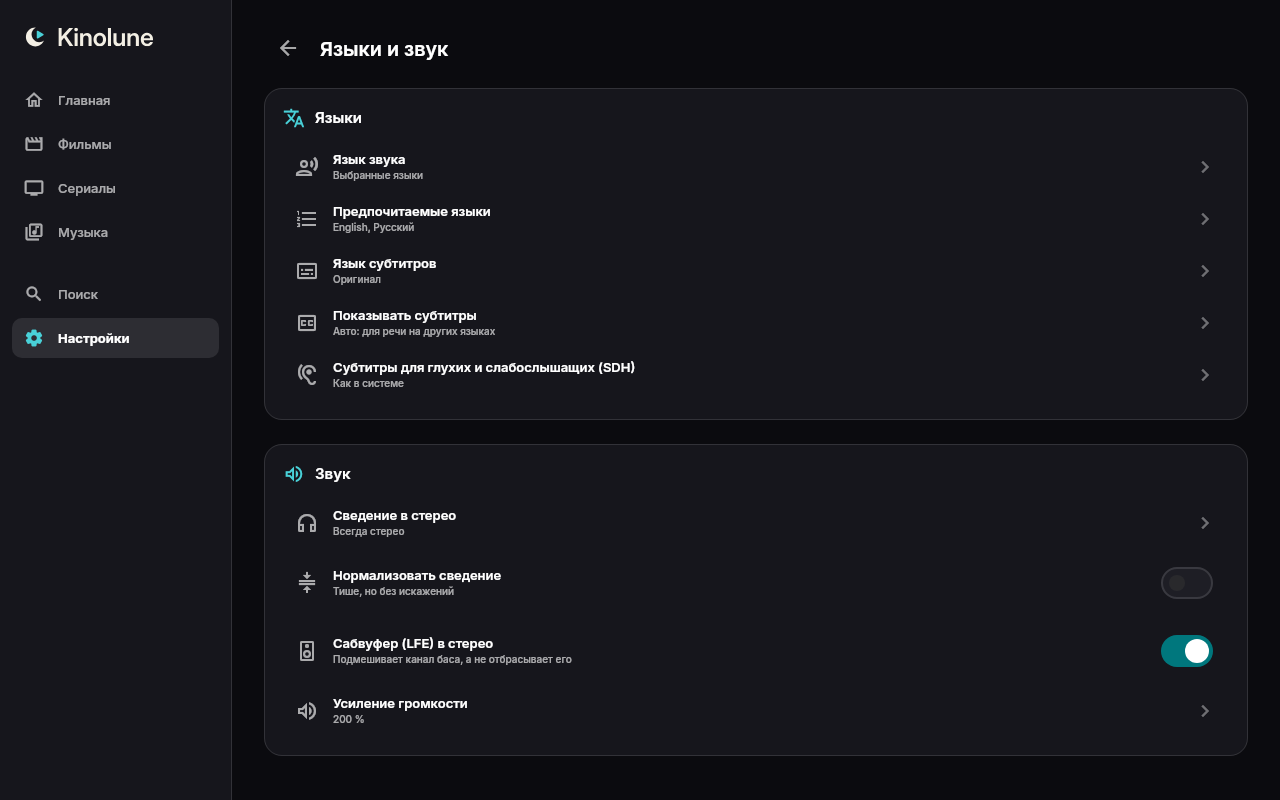 Kinolune
Главная
Фильмы
Сериалы
Музыка
Поиск
Настройки
Языки и звук
Языки
Язык звука
Выбранные языки
Предпочитаемые языки
English, Русский
Язык субтитров
Оригинал
Показывать субтитры
Авто: для речи на других языках
Субтитры для глухих и слабослышащих (SDH)
Как в системе
Звук
Сведение в стерео
Всегда стерео
Нормализовать сведение
Тише, но без искажений
Сабвуфер (LFE) в стерео
Подмешивает канал баса, а не отбрасывает его
Усиление громкости
200 %